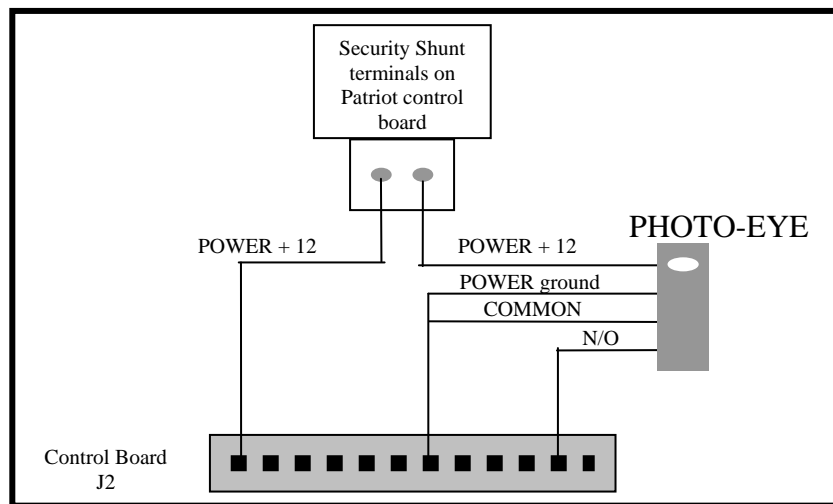 Security Shunt
terminals on
Patriot control
board
PHOTO-EYE
POWER + 12
POWER + 12
POWER ground
COMMON
N/O
Control Board
J2